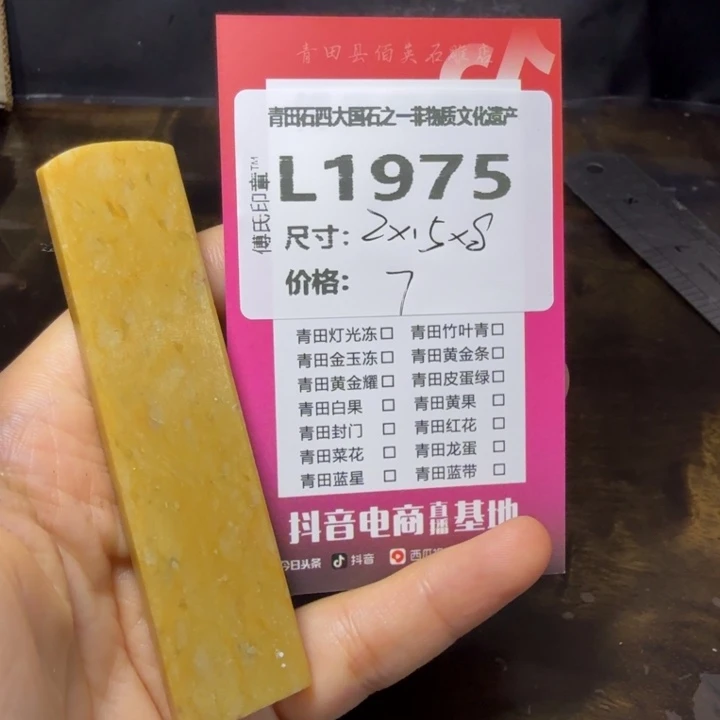 青田县佰英石雕店
青田石四大国石之一非物质文化遗产
傅氏印章™
L1975
尺寸：2×1.5×8
价格：7
青田灯光冻□ 青田竹叶青□
青田金玉冻□ 青田黄金条□
青田黄金耀□ 青田皮蛋绿□
青田白果 □ 青田黄果 □
青田封门 □ 青田红花 □
青田菜花 □ 青田龙蛋 □
青田蓝星 □ 青田蓝带 □
抖音电商直播基地
今日头条 抖音 西瓜